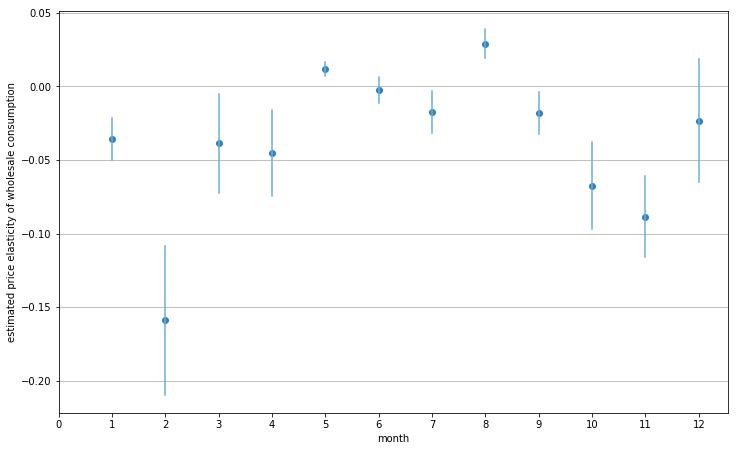 estimated price elasticity of wholesale consumption
0.05
0.00
−0.05
−0.10
−0.15
−0.20
0 1 2 3 4 5 6 7 8 9 10 11 12
month